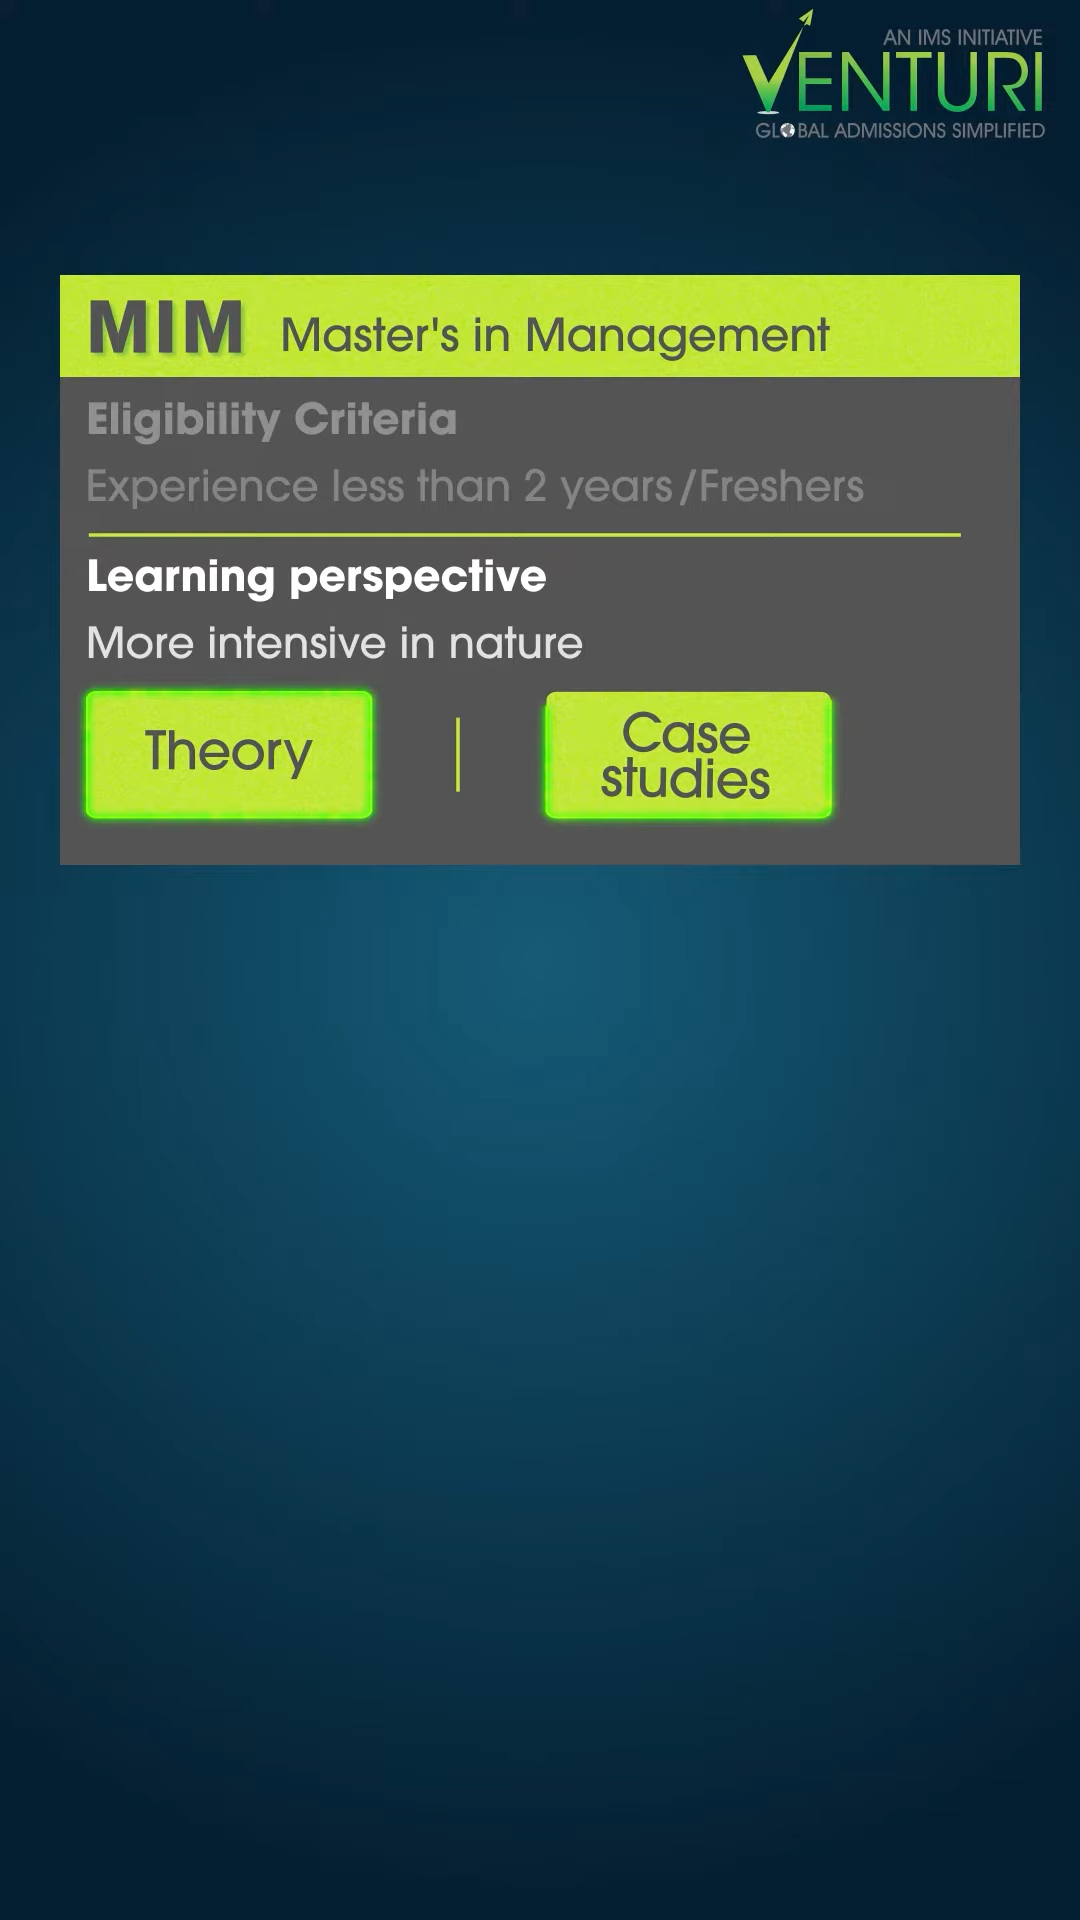 AN IMS INITIATIVE
VENTURI
GLOBAL ADMISSIONS SIMPLIFIED
MIM Master's in Management
Eligibility Criteria
Experience less than 2 years/Freshers
Learning perspective
More intensive in nature
Theory
Case
studies